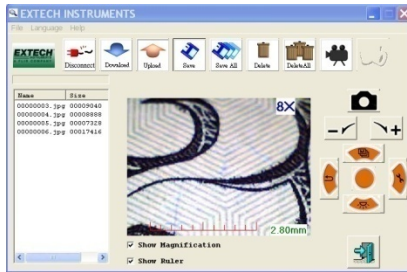 EXTECH INSTRUMENTS
File Language Help
EXTECH
Disconnect Download Upload Save Save All Delete DeleteAll
Name Size
00000003.jpg 00009040
00000004.jpg 00008888
00000005.jpg 00007328
00000006.jpg 00017416
8X
2.80mm
Show Magnification
Show Ruler